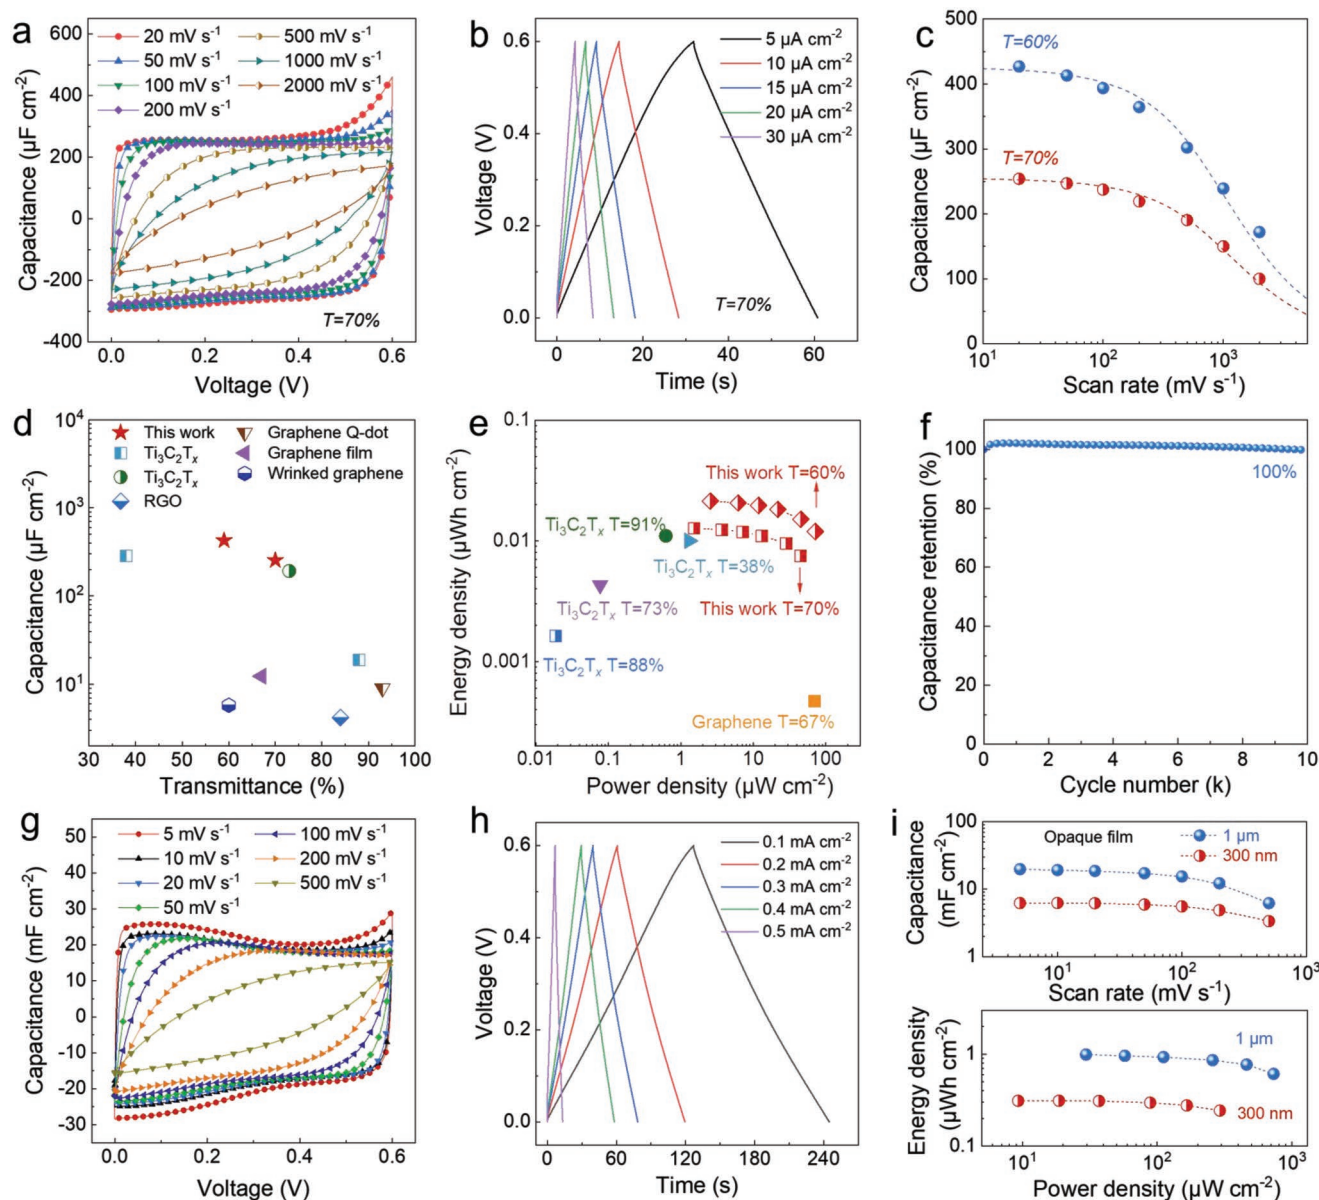 a
20 mV s⁻¹
50 mV s⁻¹
100 mV s⁻¹
200 mV s⁻¹
500 mV s⁻¹
1000 mV s⁻¹
2000 mV s⁻¹
600
400
200
0
-200
-400
Capacitance (µF cm⁻²)
T=70%
0.0 0.2 0.4 0.6
Voltage (V)
b
5 µA cm⁻²
10 µA cm⁻²
15 µA cm⁻²
20 µA cm⁻²
30 µA cm⁻²
0.6
0.4
0.2
0.0
Voltage (V)
T=70%
0 20 40 60
Time (s)
c
500
400
300
200
100
0
Capacitance (µF cm⁻²)
T=60%
T=70%
10¹ 10² 10³
Scan rate (mV s⁻¹)
d
This work
Ti₃C₂Tₓ
Ti₃C₂Tₓ
RGO
Graphene Q-dot
Graphene film
Wrinked graphene
10⁴
10³
10²
10¹
Capacitance (µF cm⁻²)
30 40 50 60 70 80 90 100
Transmittance (%)
e
0.1
0.01
0.001
Energy density (µWh cm⁻²)
This work T=60%
Ti₃C₂Tₓ T=91%
Ti₃C₂Tₓ T=38%
Ti₃C₂Tₓ T=73%
This work T=70%
Ti₃C₂Tₓ T=88%
Graphene T=67%
0.01 0.1 1 10 100
Power density (µW cm⁻²)
f
100
80
60
40
20
0
Capacitance retention (%)
100%
0 2 4 6 8 10
Cycle number (k)
g
5 mV s⁻¹
10 mV s⁻¹
20 mV s⁻¹
50 mV s⁻¹
100 mV s⁻¹
200 mV s⁻¹
500 mV s⁻¹
50
40
30
20
10
0
-10
-20
-30
Capacitance (mF cm⁻²)
0.0 0.2 0.4 0.6
Voltage (V)
h
0.1 mA cm⁻²
0.2 mA cm⁻²
0.3 mA cm⁻²
0.4 mA cm⁻²
0.5 mA cm⁻²
0.6
0.4
0.2
0.0
Voltage (V)
0 60 120 180 240
Time (s)
i
100
10
1
Capacitance
(mF cm⁻²)
Opaque film
1 µm
300 nm
10¹ 10² 10³
Scan rate (mV s⁻¹)
1
0.1
Energy density
(µWh cm⁻²)
1 µm
300 nm
10¹ 10² 10³
Power density (µW cm⁻²)